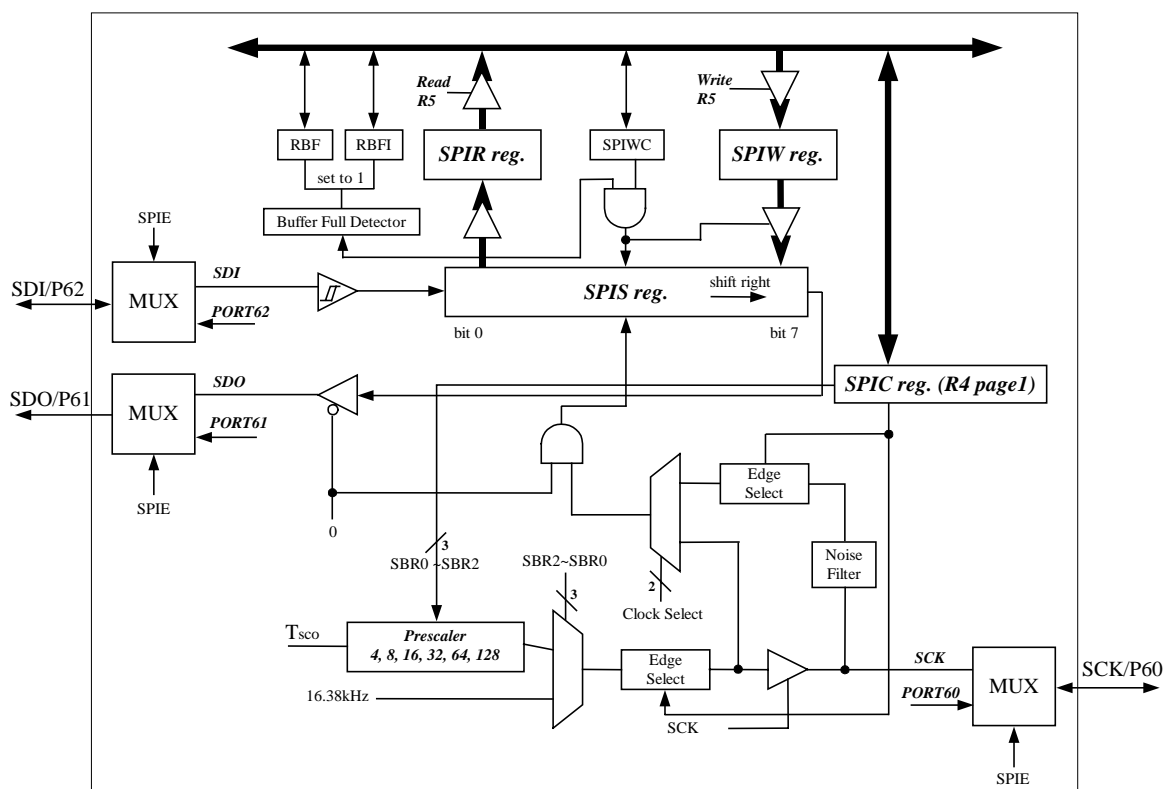 Read
R5
Write
R5
RBF
RBFI
SPIR reg.
SPIWC
SPIW reg.
set to 1
Buffer Full Detector
SPIE
SDI/P62
MUX
SDI
PORT62
SPIS reg.
shift right
bit 0
bit 7
SPIC reg. (R4 page1)
SDO/P61
MUX
SDO
PORT61
SPIE
0
Edge
Select
Noise
Filter
3
SBR0 ~SBR2
SBR2~SBR0
3
2
Clock Select
Tsco
Prescaler
4, 8, 16, 32, 64, 128
16.38kHz
Edge
Select
SCK
SCK
PORT60
MUX
SCK/P60
SPIE